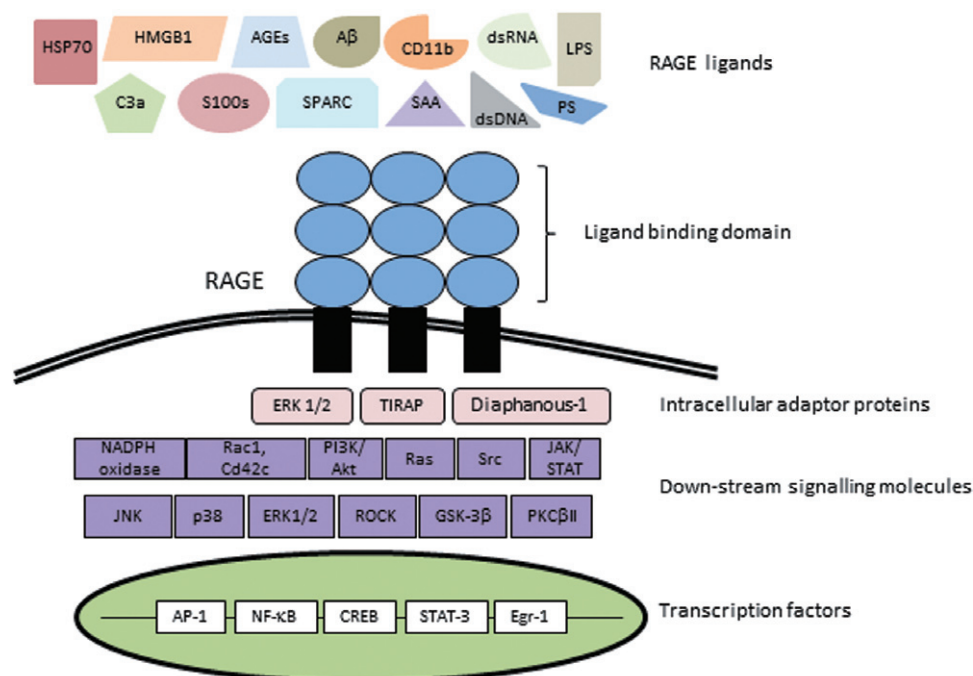 HSP70
HMGB1
AGEs
Aβ
CD11b
dsRNA
LPS
RAGE ligands
C3a
S100s
SPARC
SAA
dsDNA
PS
Ligand binding domain
RAGE
ERK 1/2
TIRAP
Diaphanous-1
Intracellular adaptor proteins
NADPH
oxidase
Rac1,
Cd42c
PI3K/
Akt
Ras
Src
JAK/
STAT
Down-stream signalling molecules
JNK
p38
ERK1/2
ROCK
GSK-3β
PKCβII
Transcription factors
AP-1
NF-κB
CREB
STAT-3
Egr-1